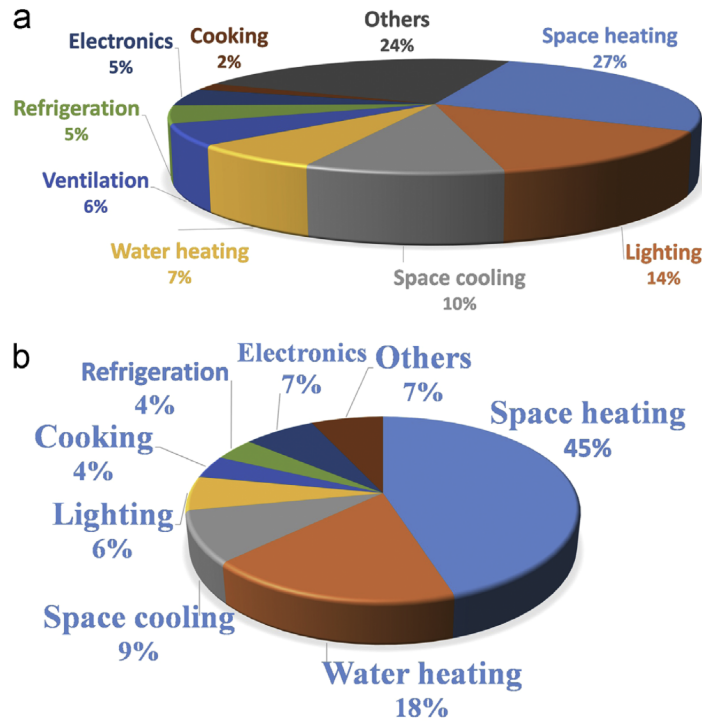 a
Others
24%
Cooking
2%
Electronics
5%
Space heating
27%
Refrigeration
5%
Ventilation
6%
Water heating
7%
Space cooling
10%
Lighting
14%
b
Electronics
7%
Others
7%
Refrigeration
4%
Space heating
45%
Cooking
4%
Lighting
6%
Space cooling
9%
Water heating
18%